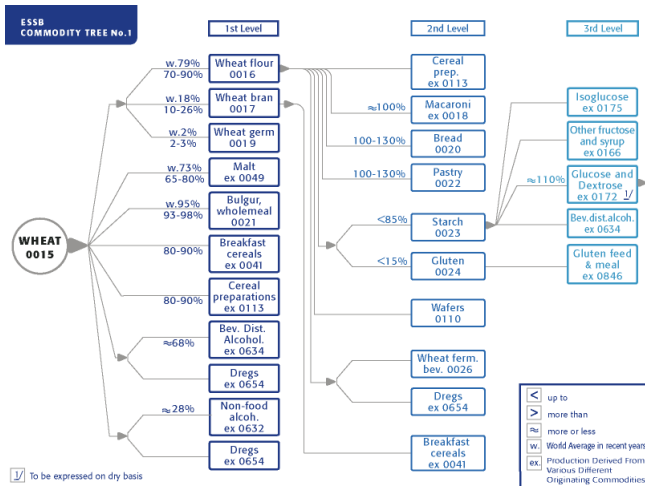 ESSB
COMMODITY TREE No.1
1st Level
2nd Level
3rd Level
WHEAT
0015
w.79%
70-90%
Wheat flour
0016
w.18%
10-26%
Wheat bran
0017
w.2%
2-3%
Wheat germ
0019
w.73%
65-80%
Malt
ex 0049
w.95%
93-98%
Bulgur,
wholemeal
0021
80-90%
Breakfast
cereals
ex 0041
80-90%
Cereal
preparations
ex 0113
≈68%
Bev. Dist.
Alcohol.
ex 0634
Dregs
ex 0654
≈28%
Non-food
alcoh.
ex 0632
Dregs
ex 0654
Cereal
prep.
ex 0113
≈100%
Macaroni
ex 0018
100-130%
Bread
0020
100-130%
Pastry
0022
<85%
Starch
0023
<15%
Gluten
0024
Wafers
0110
Wheat ferm.
bev. 0026
Dregs
ex 0654
Breakfast
cereals
ex 0041
Isoglucose
ex 0175
Other fructose
and syrup
ex 0166
≈110%
Glucose and
Dextrose
ex 0172 1/
Bev.dist.alcoh.
ex 0634
Gluten feed
& meal
ex 0846
< up to
> more than
≈ more or less
w. World Average in recent years
ex. Production Derived From
Various Different
Originating Commodities
1/ To be expressed on dry basis